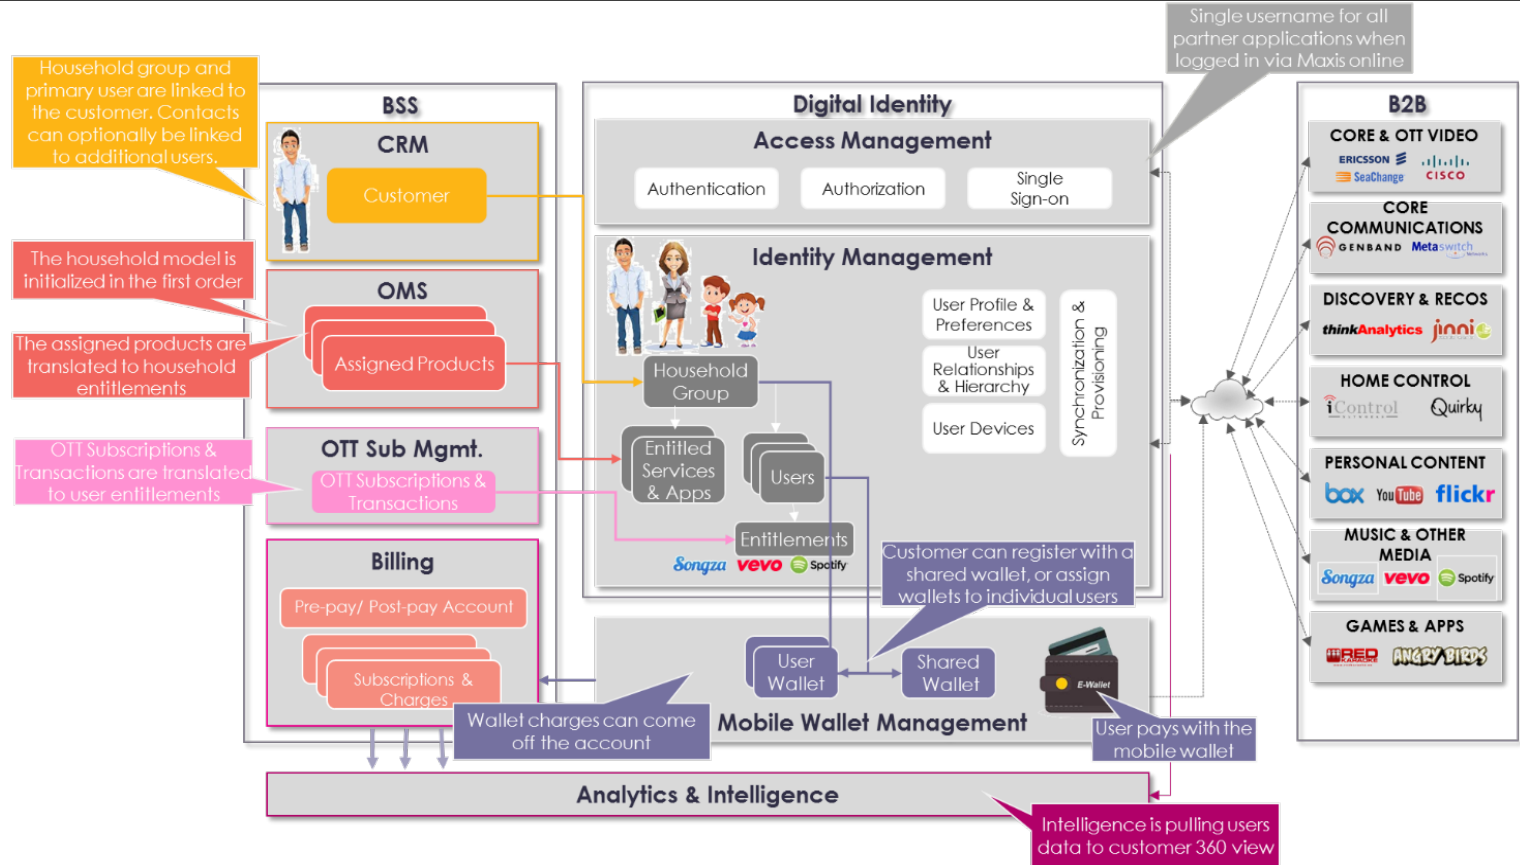 Single username for all
partner applications when
logged in via Maxis online
Household group and
primary user are linked to
the customer. Contacts
can optionally be linked
to additional users.
The household model is
initialized in the first order
The assigned products are
translated to household
entitlements
OTT Subscriptions &
Transactions are translated
to user entitlements
BSS
CRM
Customer
OMS
Assigned Products
OTT Sub Mgmt.
OTT Subscriptions &
Transactions
Billing
Pre-pay/ Post-pay Account
Subscriptions &
Charges
Digital Identity
Access Management
Authentication
Authorization
Single
Sign-on
Identity Management
User Profile &
Preferences
User
Relationships
& Hierarchy
User Devices
Synchronization &
Provisioning
Household
Group
Entitled
Services
& Apps
Users
Entitlements
Songza
vevo
Spotify
Customer can register with a
shared wallet, or assign
wallets to individual users
User
Wallet
Shared
Wallet
E-Wallet
Mobile Wallet Management
Wallet charges can come
off the account
User pays with the
mobile wallet
Analytics & Intelligence
Intelligence is pulling users
data to customer 360 view
B2B
CORE & OTT VIDEO
ERICSSON
SeaChange
CISCO
CORE
COMMUNICATIONS
GENBAND
Metaswitch
Networks
DISCOVERY & RECOS
thinkAnalytics
jinni
HOME CONTROL
iControl
NETWORKS
Quirky
PERSONAL CONTENT
box
YouTube
flickr
MUSIC & OTHER
MEDIA
Songza
vevo
Spotify
GAMES & APPS
RED
KARAOKE
ANGRY BIRDS